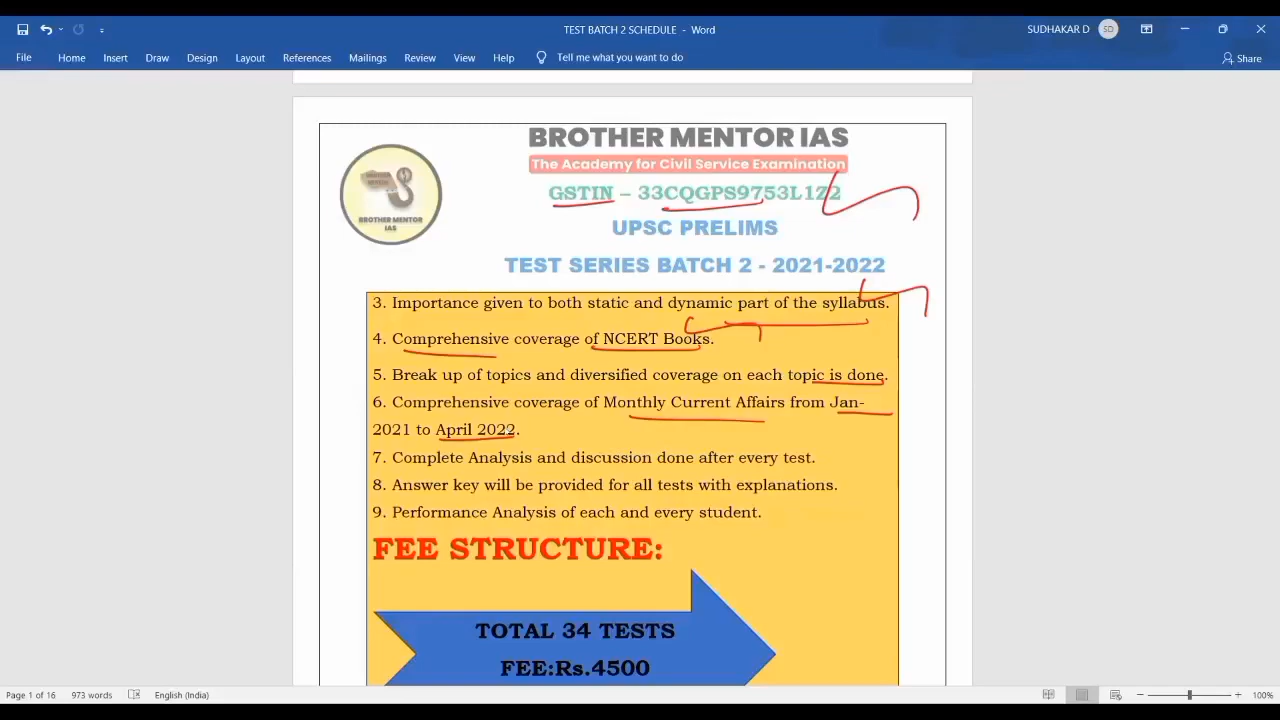 TEST BATCH 2 SCHEDULE - Word
SUDHAKAR D
SD
File
Home
Insert
Draw
Design
Layout
References
Mailings
Review
View
Help
Tell me what you want to do
Share
BROTHER MENTOR IAS
The Academy for Civil Service Examination
GSTIN – 33CQGPS9753L1Z2
UPSC PRELIMS
TEST SERIES BATCH 2 - 2021-2022
BROTHER MENTOR
IAS
3. Importance given to both static and dynamic part of the syllabus.
4. Comprehensive coverage of NCERT Books.
5. Break up of topics and diversified coverage on each topic is done.
6. Comprehensive coverage of Monthly Current Affairs from Jan-
2021 to April 2022.
7. Complete Analysis and discussion done after every test.
8. Answer key will be provided for all tests with explanations.
9. Performance Analysis of each and every student.
FEE STRUCTURE:
TOTAL 34 TESTS
FEE:Rs.4500
Page 1 of 16
973 words
English (India)
100%